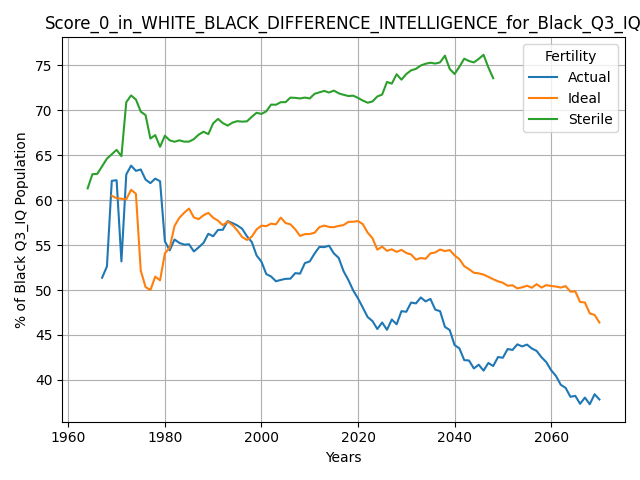 Score_0_in_WHITE_BLACK_DIFFERENCE_INTELLIGENCE_for_Black_Q3_IQ
% of Black Q3_IQ Population
75
70
65
60
55
50
45
40
Fertility
Actual
Ideal
Sterile
1960 1980 2000 2020 2040 2060
Years